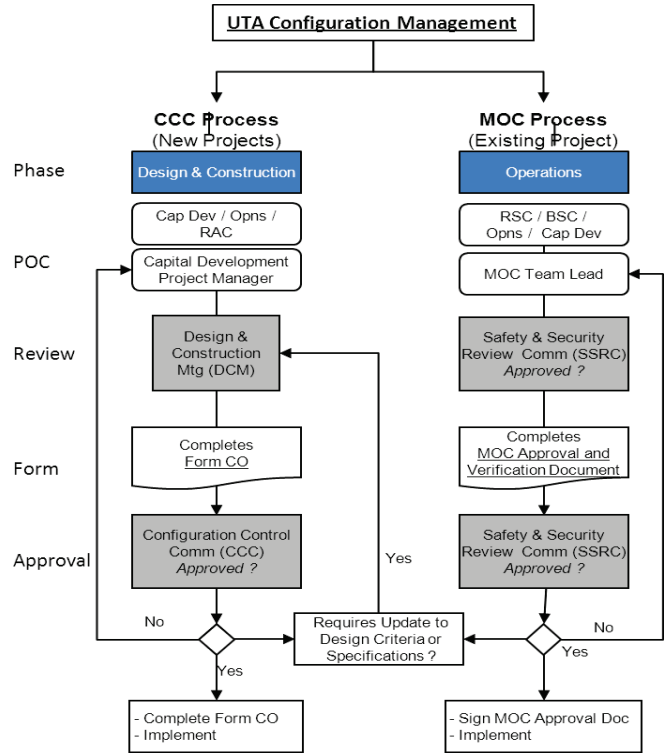 UTA Configuration Management
CCC Process
(New Projects)
MOC Process
(Existing Project)
Phase
Design & Construction
Operations
Cap Dev / Opns /
RAC
RSC / BSC /
Opns / Cap Dev
POC
Capital Development
Project Manager
MOC Team Lead
Review
Design &
Construction
Mtg (DCM)
Safety & Security
Review Comm (SSRC)
Approved ?
Form
Completes
Form CO
Completes
MOC Approval and
Verification Document
Approval
Configuration Control
Comm (CCC)
Approved ?
Yes
Safety & Security
Review Comm (SSRC)
Approved ?
No
Requires Update to
Design Criteria or
Specifications ?
No
Yes
Yes
- Complete Form CO
- Implement
- Sign MOC Approval Doc
- Implement